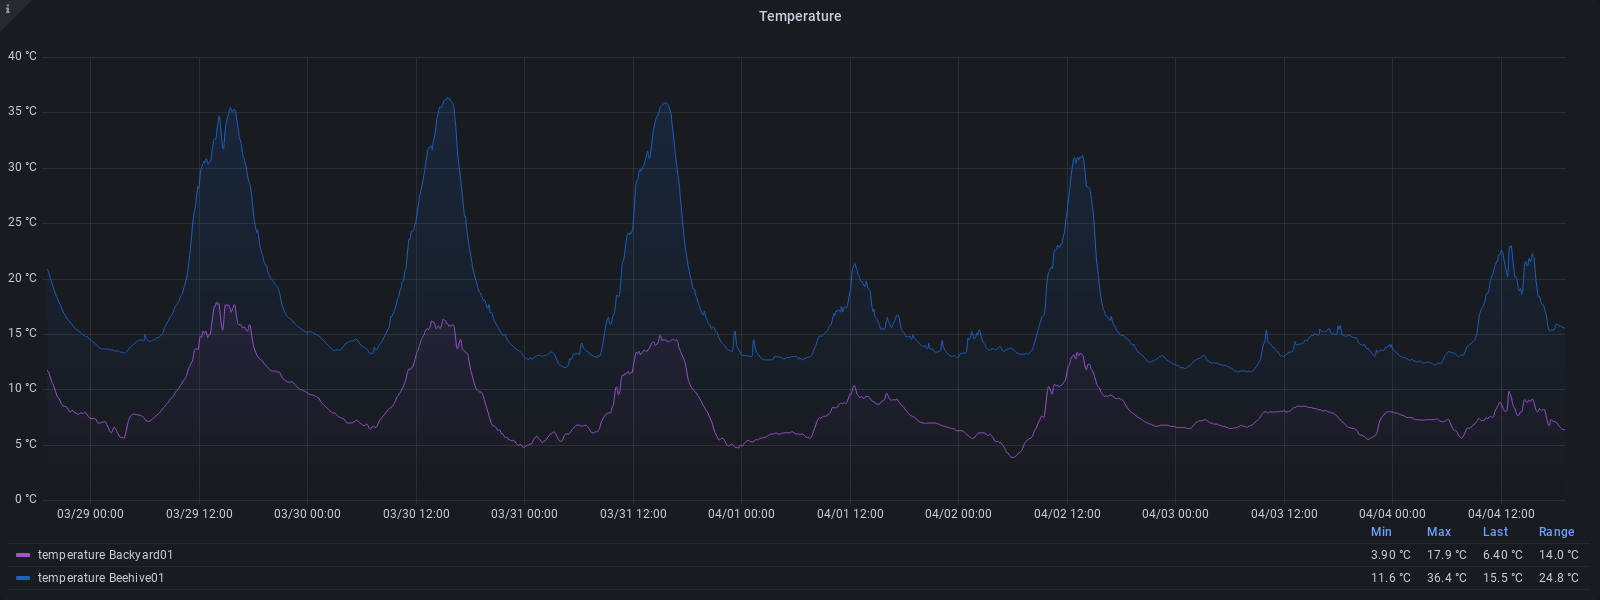 i
Temperature
40 °C
35 °C
30 °C
25 °C
20 °C
15 °C
10 °C
5 °C
0 °C
03/29 00:00 03/29 12:00 03/30 00:00 03/30 12:00 03/31 00:00 03/31 12:00 04/01 00:00 04/01 12:00 04/02 00:00 04/02 12:00 04/03 00:00 04/03 12:00 04/04 00:00 04/04 12:00
Min Max Last Range
temperature Backyard01 3.90 °C 17.9 °C 6.40 °C 14.0 °C
temperature Beehive01 11.6 °C 36.4 °C 15.5 °C 24.8 °C